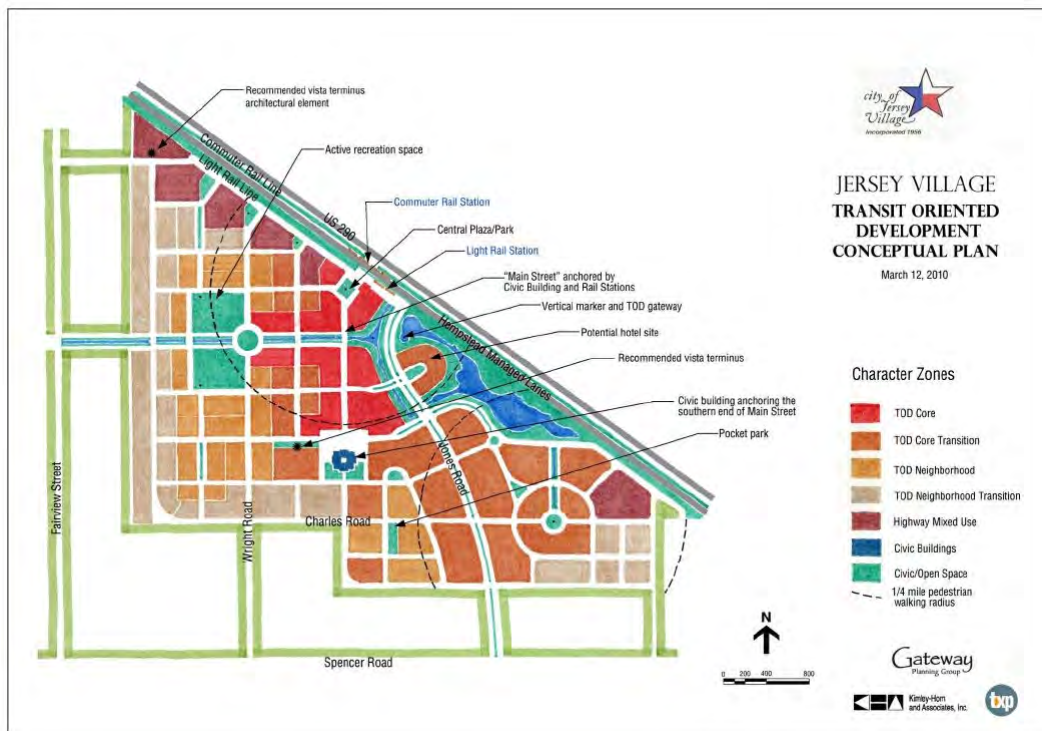 city of
Jersey
Village
Incorporated 1956
JERSEY VILLAGE
TRANSIT ORIENTED
DEVELOPMENT
CONCEPTUAL PLAN
March 12, 2010
Recommended vista terminus
architectural element
Active recreation space
Commuter Rail Line
Light Rail Line
US 290
Commuter Rail Station
Central Plaza/Park
Light Rail Station
"Main Street" anchored by
Civic Building and Rail Stations
Vertical marker and TOD gateway
Potential hotel site
Hempstead Managed Lanes
Recommended vista terminus
Civic building anchoring the
southern end of Main Street
Pocket park
Jones Road
Fairview Street
Wright Road
Charles Road
Spencer Road
Character Zones
TOD Core
TOD Core Transition
TOD Neighborhood
TOD Neighborhood Transition
Highway Mixed Use
Civic Buildings
Civic/Open Space
1/4 mile pedestrian
walking radius
N
0 200 400 800
Gateway
Planning Group
Kimley-Horn
and Associates, Inc.
txp